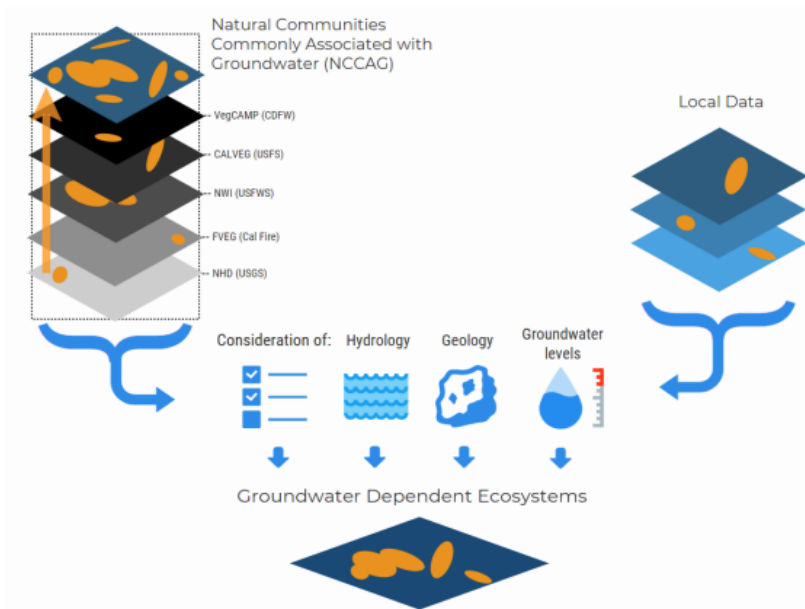 Natural Communities
Commonly Associated with
Groundwater (NCCAG)
VegCAMP (CDFW)
CALVEG (USFS)
NWI (USFWS)
FVEG (Cal Fire)
NHD (USGS)
Local Data
Consideration of:
Hydrology
Geology
Groundwater
levels
Groundwater Dependent Ecosystems